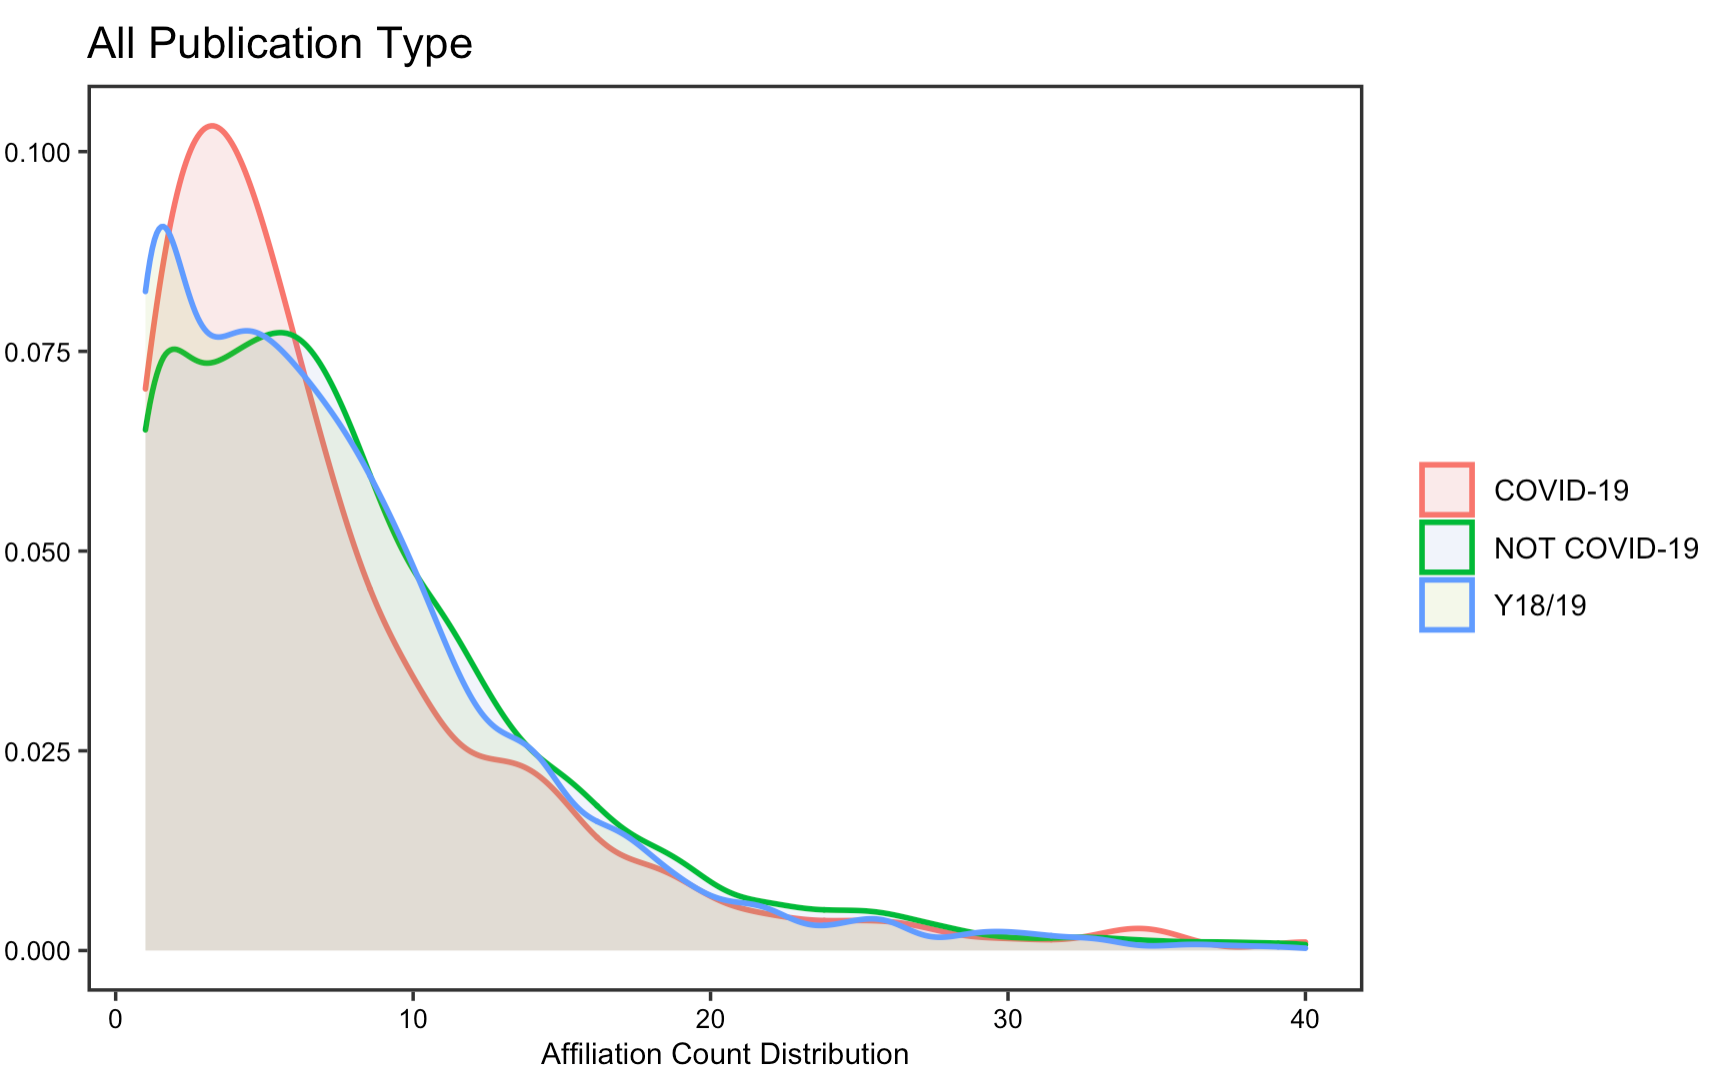 All Publication Type
0.100
0.075
0.050
0.025
0.000
0 10 20 30 40
Affiliation Count Distribution
COVID-19
NOT COVID-19
Y18/19